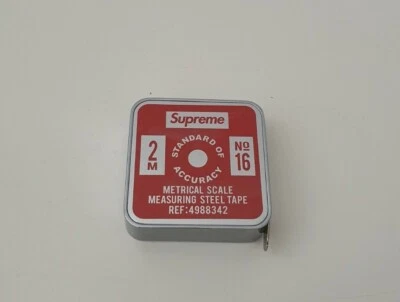 Supreme
2
M
STANDARD OF
ACCURACY
Nº
16
METRICAL SCALE
MEASURING STEEL TAPE
REF:4988342